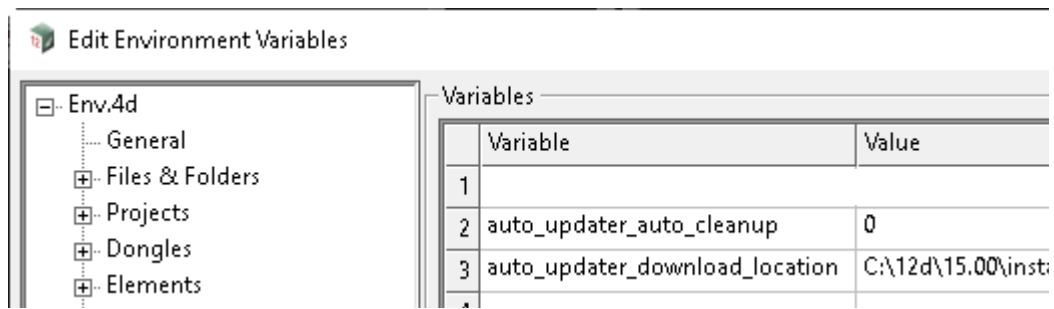 Edit Environment Variables
Env.4d
General
Files & Folders
Projects
Dongles
Elements
Variables
Variable Value
1
2 auto_updater_auto_cleanup 0
3 auto_updater_download_location C:\12d\15.00\insta